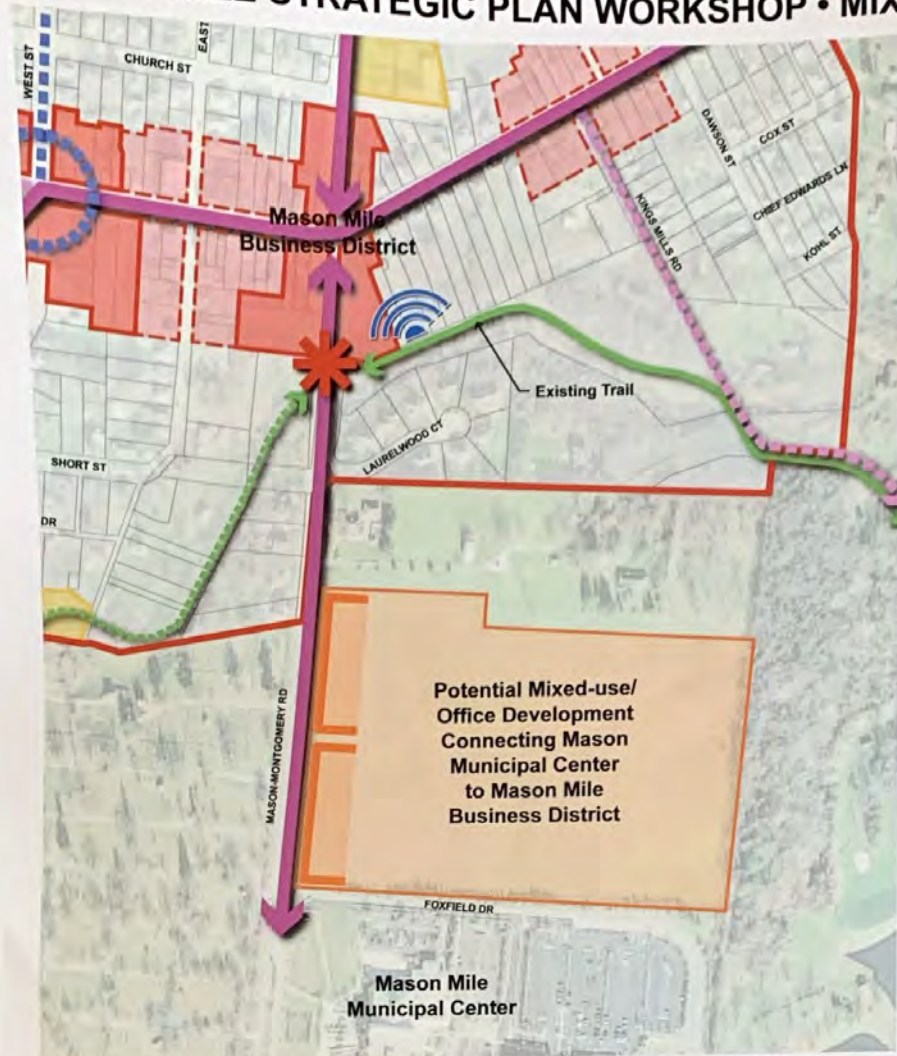 STRATEGIC PLAN WORKSHOP • MIX
WEST ST
CHURCH ST
EAST
DAWSON ST
COX ST
CHIEF EDWARDS LN
KOHL ST
KINGS MILLS RD
Mason Mile
Business District
Existing Trail
LAURELWOOD CT
SHORT ST
DR
MASON-MONTGOMERY RD
Potential Mixed-use/
Office Development
Connecting Mason
Municipal Center
to Mason Mile
Business District
FOXFIELD DR
Mason Mile
Municipal Center